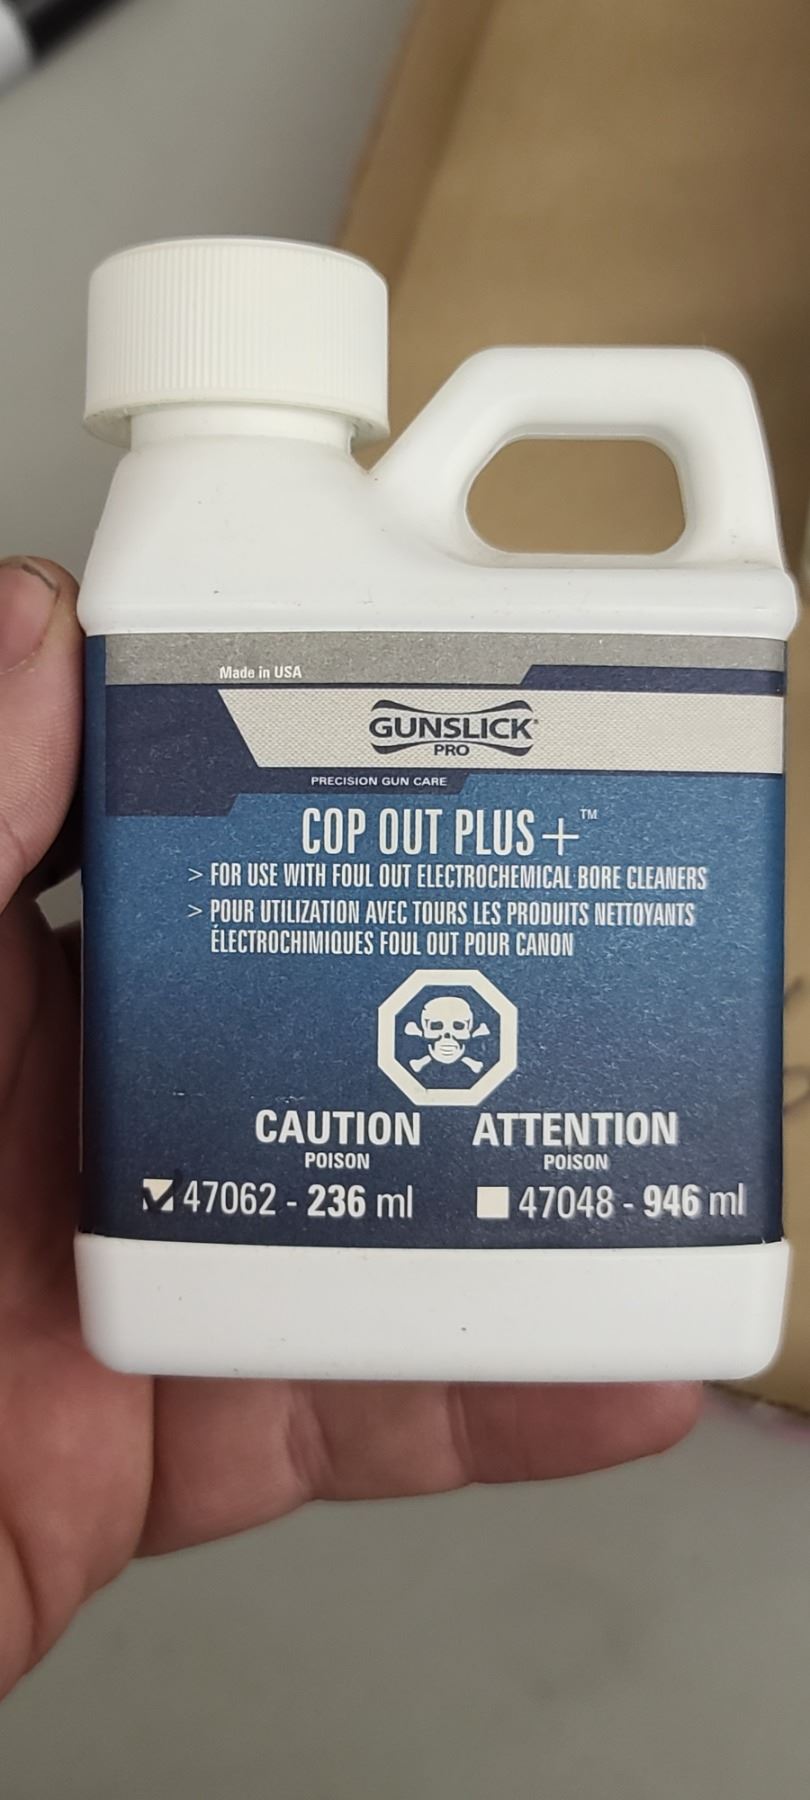 Made in USA
GUNSLICK®
PRO
PRECISION GUN CARE
COP OUT PLUS+™
> FOR USE WITH FOUL OUT ELECTROCHEMICAL BORE CLEANERS
> POUR UTILIZATION AVEC TOURS LES PRODUITS NETTOYANTS
ÉLECTROCHIMIQUES FOUL OUT POUR CANON
CAUTION ATTENTION
POISON POISON
47062 - 236 ml 47048 - 946 ml